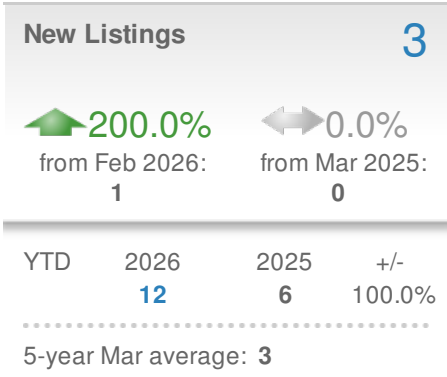 New Listings 3
200.0% 0.0%
from Feb 2026: from Mar 2025:
1 0
YTD 2026 2025 +/-
12 6 100.0%
5-year Mar average: 3